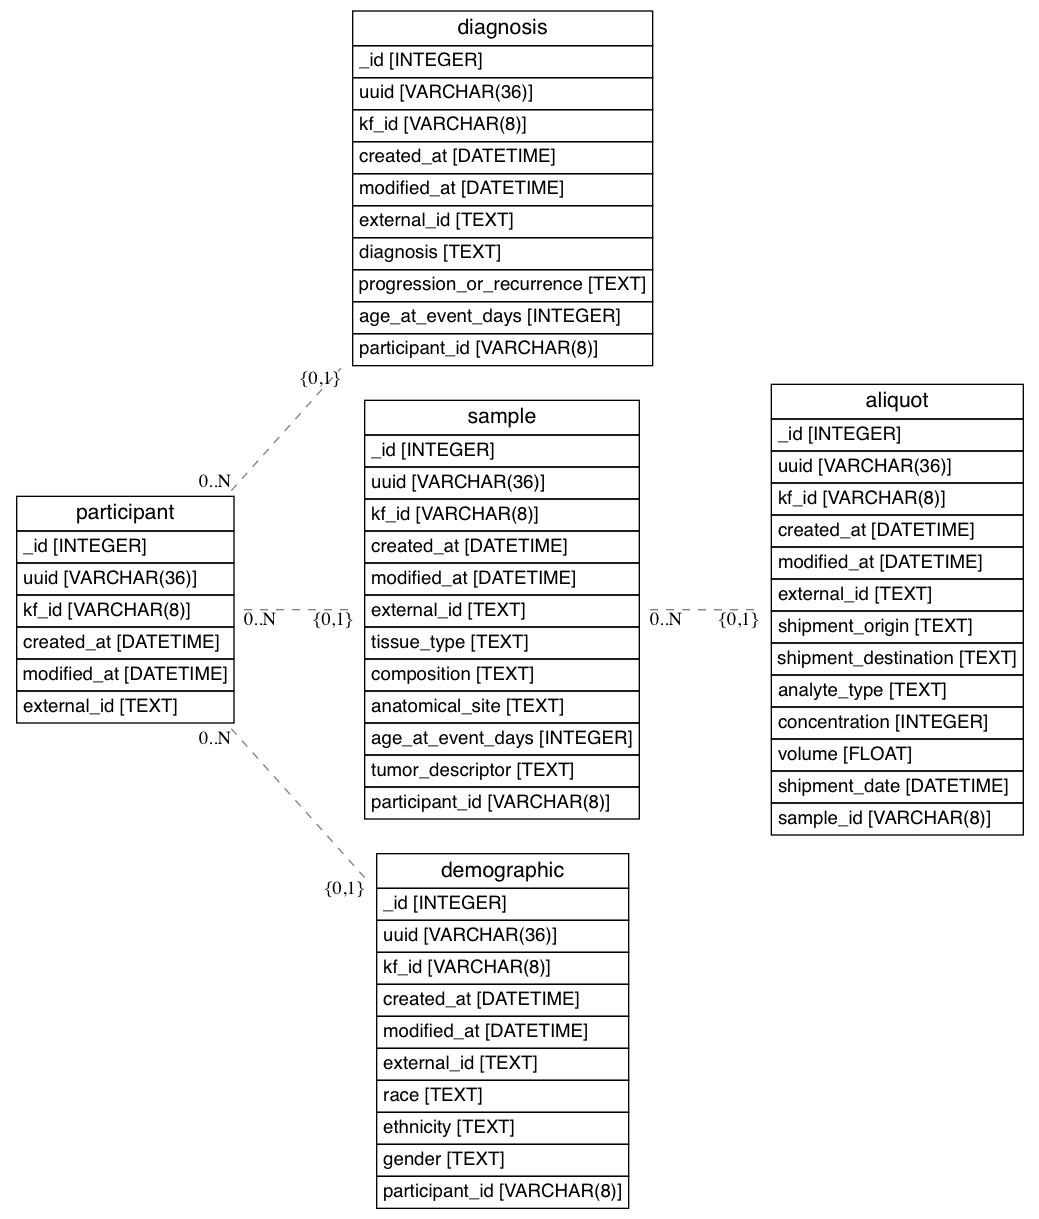 diagnosis
_id [INTEGER]
uuid [VARCHAR(36)]
kf_id [VARCHAR(8)]
created_at [DATETIME]
modified_at [DATETIME]
external_id [TEXT]
diagnosis [TEXT]
progression_or_recurrence [TEXT]
age_at_event_days [INTEGER]
participant_id [VARCHAR(8)]
{0,1}
0..N
participant
_id [INTEGER]
uuid [VARCHAR(36)]
kf_id [VARCHAR(8)]
created_at [DATETIME]
modified_at [DATETIME]
external_id [TEXT]
0..N
{0,1}
sample
_id [INTEGER]
uuid [VARCHAR(36)]
kf_id [VARCHAR(8)]
created_at [DATETIME]
modified_at [DATETIME]
external_id [TEXT]
tissue_type [TEXT]
composition [TEXT]
anatomical_site [TEXT]
age_at_event_days [INTEGER]
tumor_descriptor [TEXT]
participant_id [VARCHAR(8)]
0..N
{0,1}
aliquot
_id [INTEGER]
uuid [VARCHAR(36)]
kf_id [VARCHAR(8)]
created_at [DATETIME]
modified_at [DATETIME]
external_id [TEXT]
shipment_origin [TEXT]
shipment_destination [TEXT]
analyte_type [TEXT]
concentration [INTEGER]
volume [FLOAT]
shipment_date [DATETIME]
sample_id [VARCHAR(8)]
0..N
{0,1}
demographic
_id [INTEGER]
uuid [VARCHAR(36)]
kf_id [VARCHAR(8)]
created_at [DATETIME]
modified_at [DATETIME]
external_id [TEXT]
race [TEXT]
ethnicity [TEXT]
gender [TEXT]
participant_id [VARCHAR(8)]